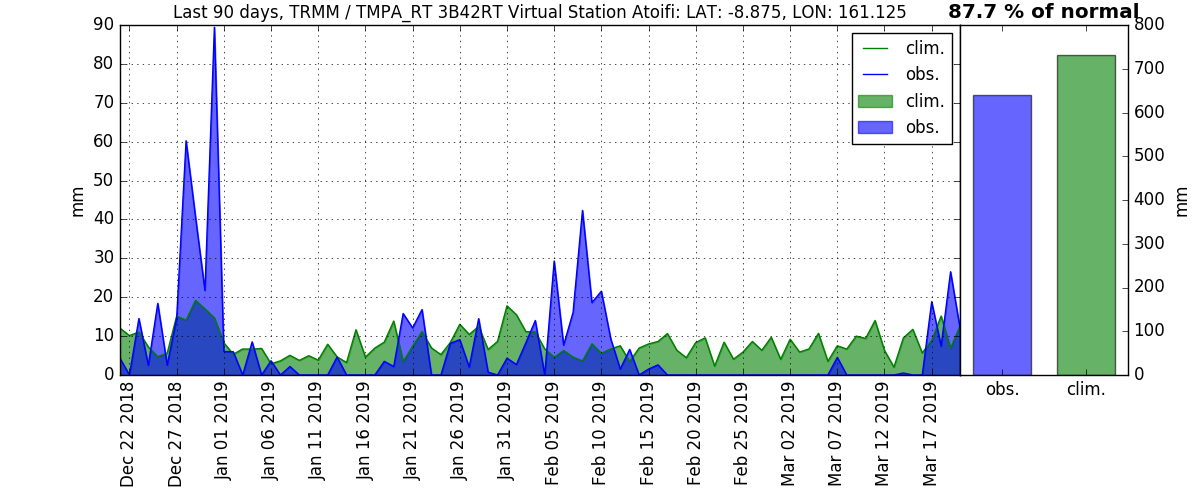 Last 90 days, TRMM / TMPA_RT 3B42RT Virtual Station Atoifi: LAT: -8.875, LON: 161.125
87.7 % of normal
90
80
70
60
50
40
30
20
10
0
mm
clim.
obs.
clim.
obs.
Dec 22 2018
Dec 27 2018
Jan 01 2019
Jan 06 2019
Jan 11 2019
Jan 16 2019
Jan 21 2019
Jan 26 2019
Jan 31 2019
Feb 05 2019
Feb 10 2019
Feb 15 2019
Feb 20 2019
Feb 25 2019
Mar 02 2019
Mar 07 2019
Mar 12 2019
Mar 17 2019
800
700
600
500
400
300
200
100
0
mm
obs.
clim.